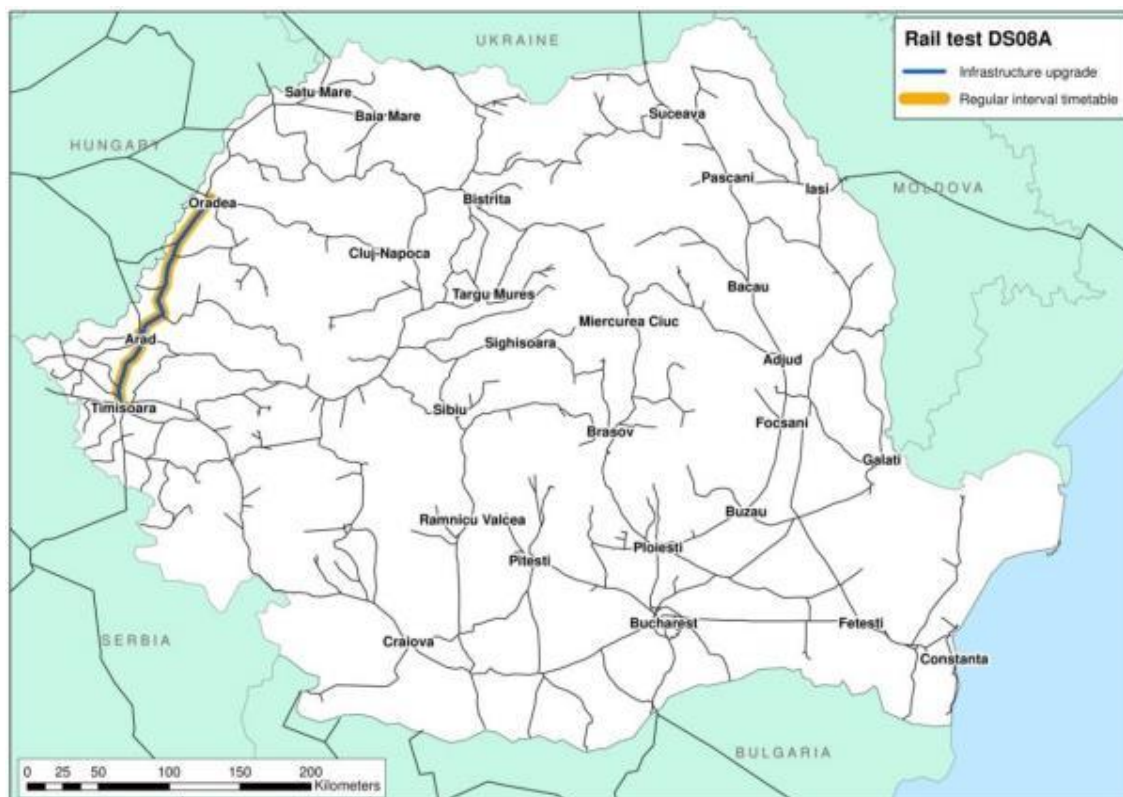 UKRAINE
Rail test DS08A
Infrastructure upgrade
Regular interval timetable
Satu Mare
Baia Mare
Suceava
HUNGARY
Pascani
Iasi
MOLDOVA
Oradea
Bistrita
Cluj-Napoca
Bacau
Targu Mures
Miercurea Ciuc
Arad
Sighisoara
Adjud
Timisoara
Sibiu
Focsani
Brasov
Galati
Ramnicu Valcea
Buzau
Ploiesti
Pitesti
Bucharest
Fetesti
SERBIA
Craiova
Constanta
BULGARIA
0 25 50 100 150 200
Kilometers